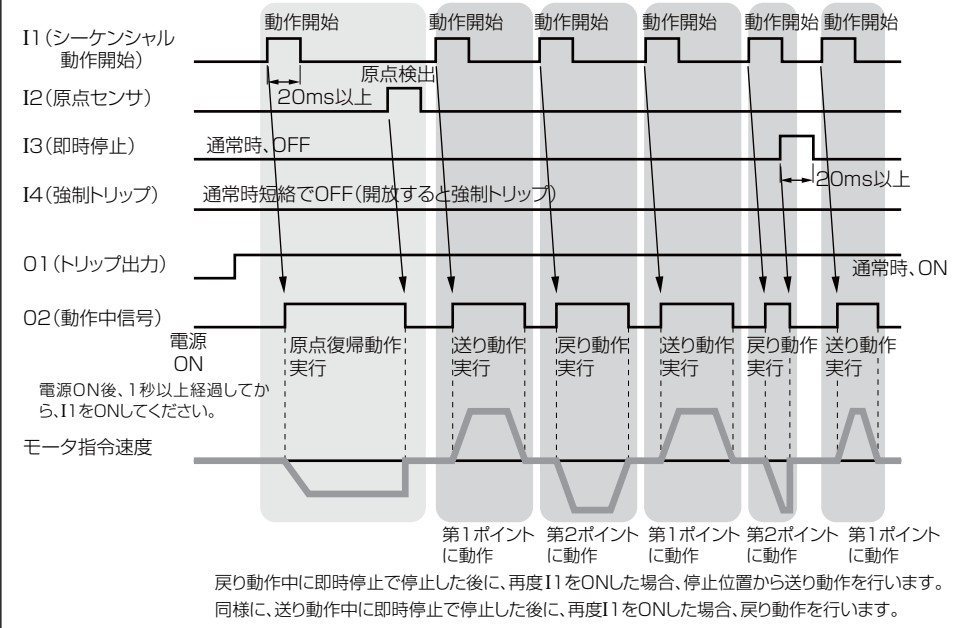 動作開始 動作開始 動作開始 動作開始 動作開始 動作開始
I1(シーケンシャル
動作開始)
原点検出
I2(原点センサ)
20ms以上
I3(即時停止)
通常時、OFF
20ms以上
I4(強制トリップ)
通常時短絡でOFF(開放すると強制トリップ)
O1(トリップ出力)
通常時、ON
O2(動作中信号)
電源
ON
原点復帰動作
実行
送り動作
実行
戻り動作
実行
送り動作
実行
戻り動作
実行
送り動作
実行
電源ON後、1秒以上経過してか
ら、I1をONしてください。
モータ指令速度
第1ポイント
に動作
第2ポイント
に動作
第1ポイント
に動作
第2ポイント
に動作
第1ポイント
に動作
戻り動作中に即時停止で停止した後に、再度I1をONした場合、停止位置から送り動作を行います。
同様に、送り動作中に即時停止で停止した後に、再度I1をONした場合、戻り動作を行います。